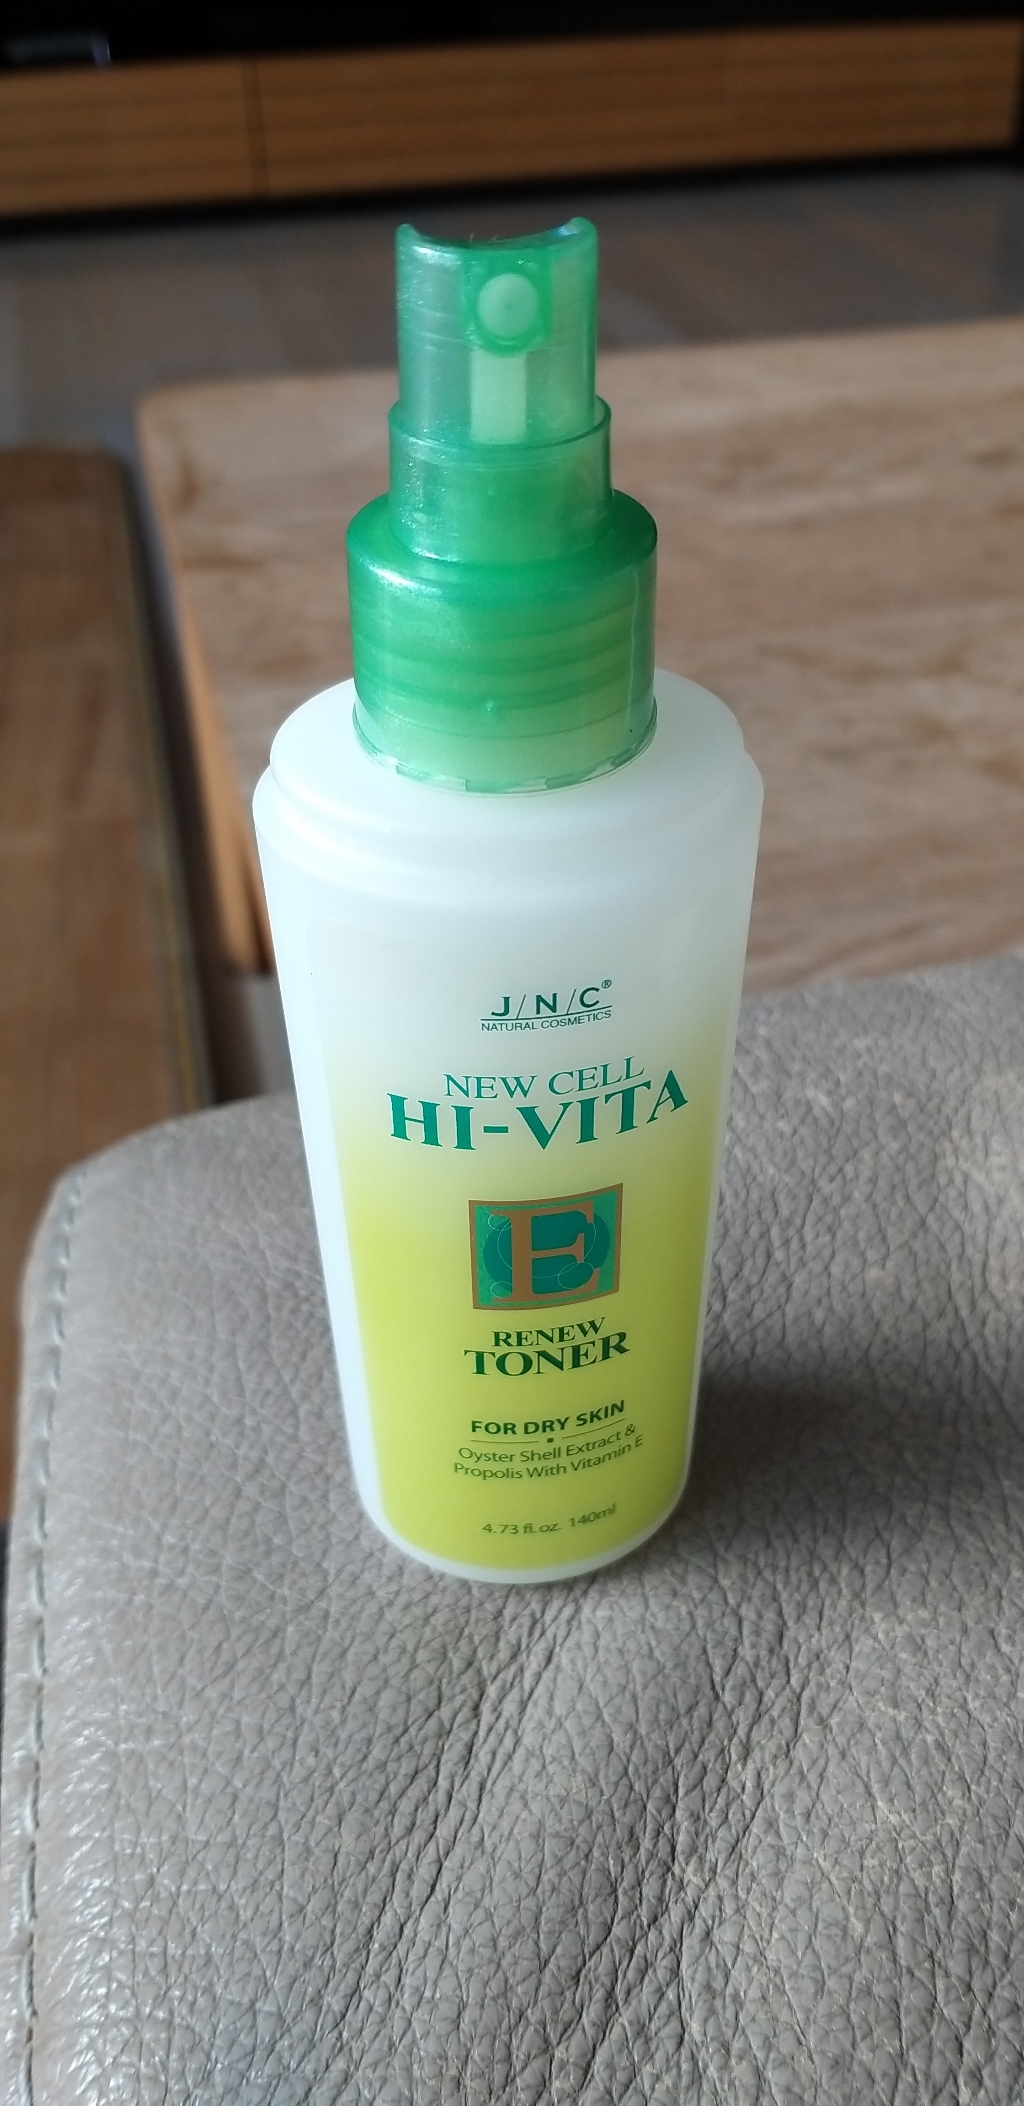 J/N/C®
NATURAL COSMETICS
NEW CELL
HI-VITA
E
RENEW
TONER
FOR DRY SKIN
Oyster Shell Extract &
Propolis With Vitamin E
4.73 fl. oz. 140ml